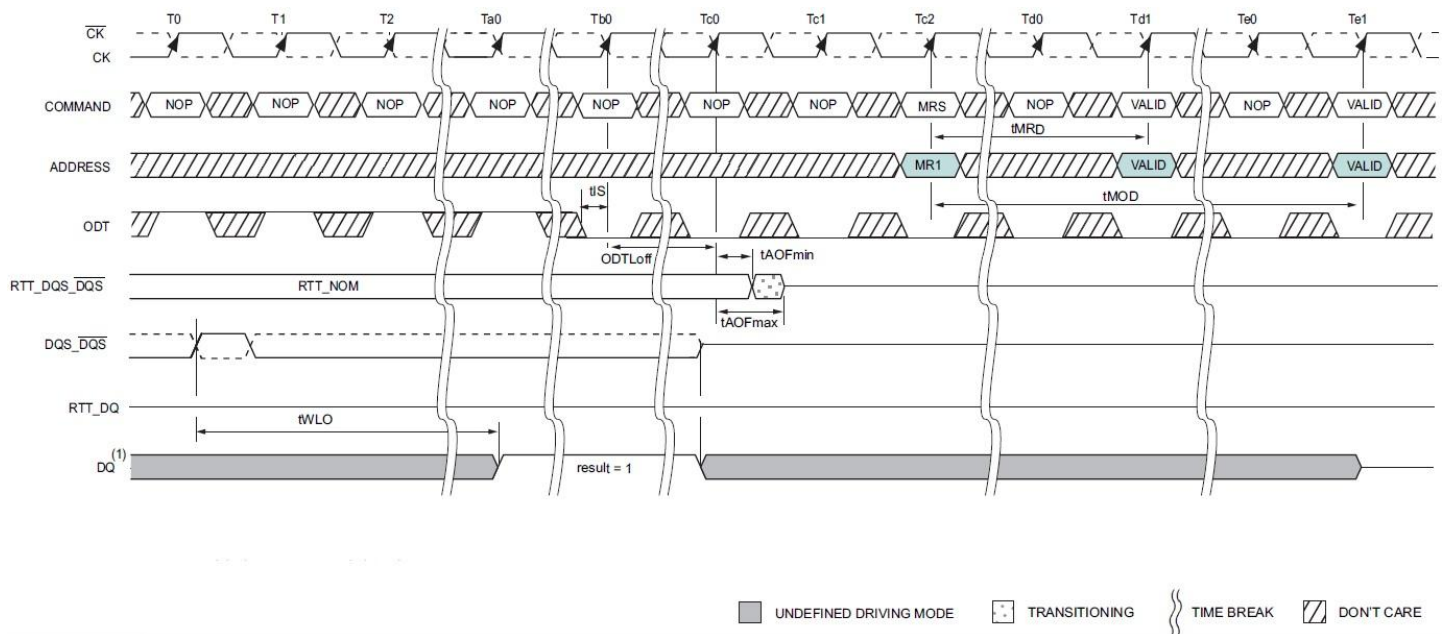 T0 T1 T2 Ta0 Tb0 Tc0 Tc1 Tc2 Td0 Td1 Te0 Te1
CK
CK
COMMAND NOP NOP NOP NOP NOP NOP NOP MRS NOP VALID NOP VALID
tMRD
ADDRESS MR1 VALID VALID
tIS
tMOD
ODT
ODTLoff tAOFmin
RTT_DQS_DQS RTT_NOM
tAOFmax
DQS_DQS
RTT_DQ
tWLO
DQ(1) result = 1
UNDEFINED DRIVING MODE TRANSITIONING TIME BREAK DON'T CARE